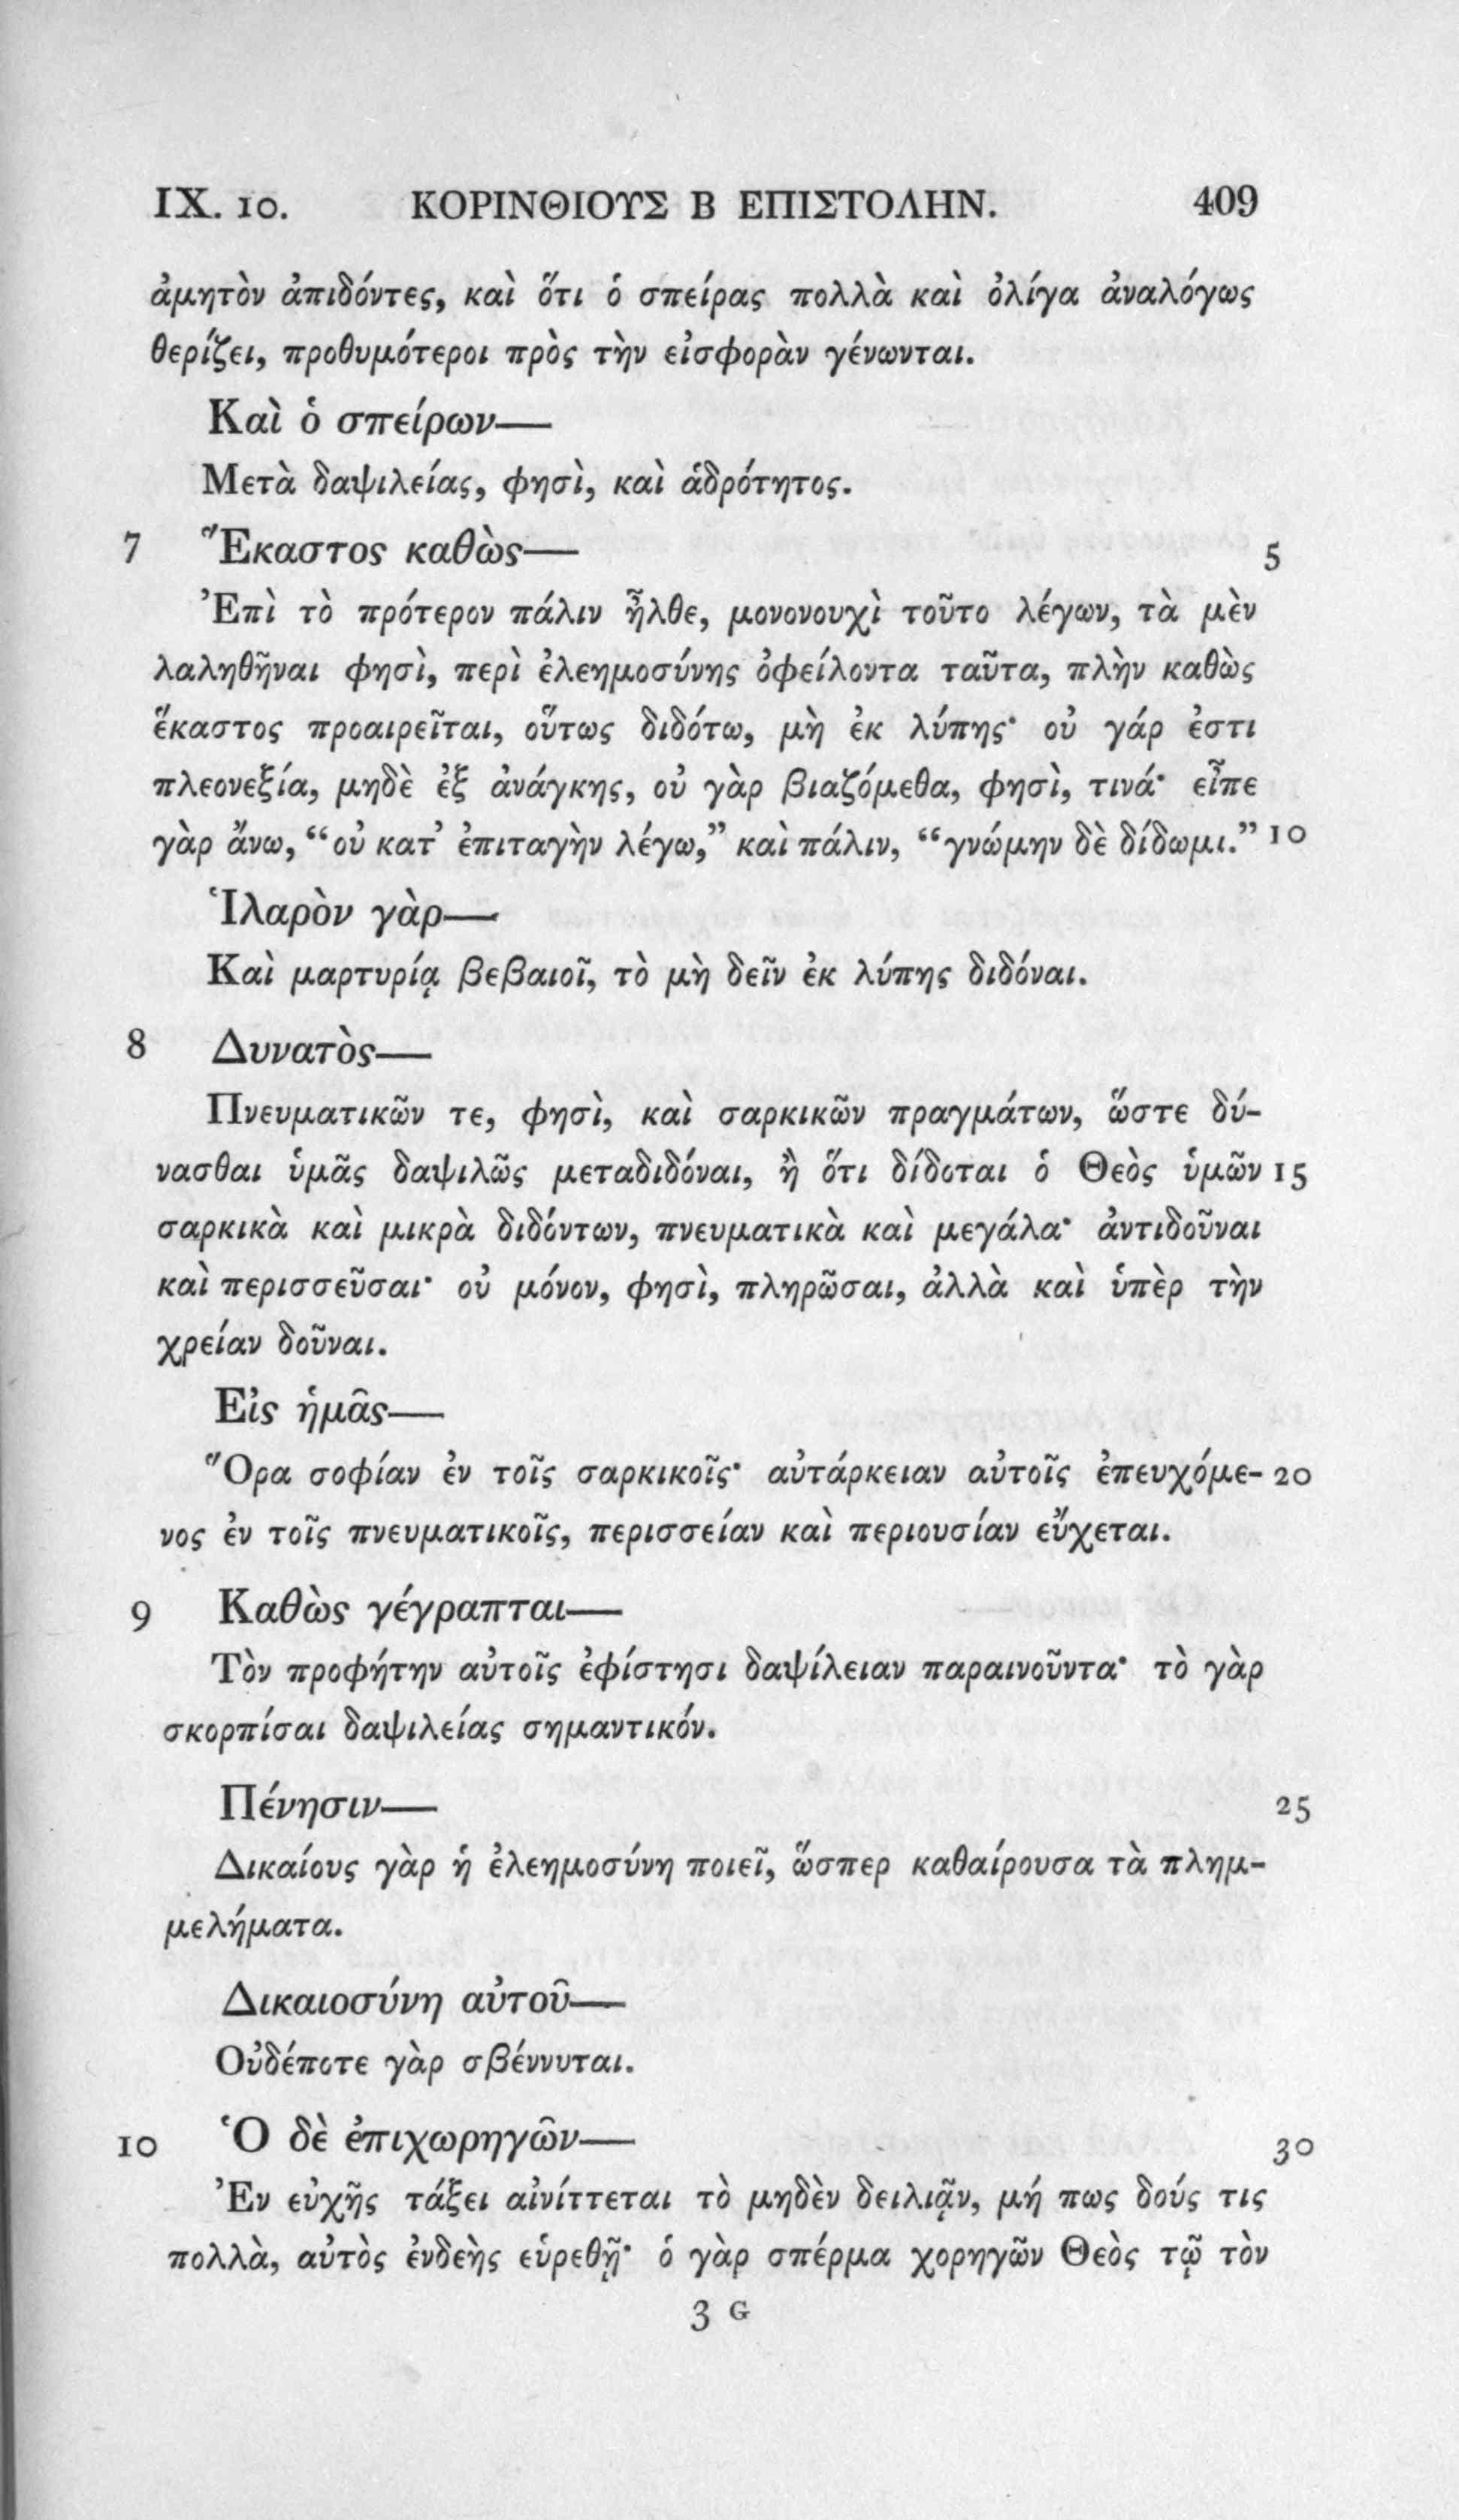 IX. 10. ΚΟΡΙΝΘΙΟΥΣ Β ΕΠΙΣΤΟΛΗΝ. 409
ἀμητὸν ἀπιδόντες, καὶ ὅτι ὁ σπείρας πολλὰ καὶ ὀλίγα ἀναλόγως
θερίζει, προθυμότεροι πρὸς τὴν εἰσφορὰν γένωνται.
Καὶ ὁ σπείρων—
Μετὰ δαψιλείας, φησὶ, καὶ ἁδρότητος.
7 Ἕκαστος καθὼς— 5
Ἐπὶ τὸ πρότερον πάλιν ἦλθε, μονονουχὶ τοῦτο λέγων, τὰ μὲν
λαληθῆναι φησὶ, περὶ ἐλεημοσύνης ὀφείλοντα ταῦτα, πλὴν καθὼς
ἕκαστος προαιρεῖται, οὕτως διδότω, μὴ ἐκ λύπης· οὐ γάρ ἐστι
πλεονεξία, μηδὲ ἐξ ἀνάγκης, οὐ γὰρ βιαζόμεθα, φησὶ, τινά· εἶπε
γὰρ ἄνω, “οὐ κατ’ ἐπιταγὴν λέγω,” καὶ πάλιν, “γνώμην δὲ δίδωμι.” 10
Ἱλαρὸν γὰρ—
Καὶ μαρτυρίᾳ βεβαιοῖ, τὸ μὴ δεῖν ἐκ λύπης διδόναι.
8 Δυνατὸς—
Πνευματικῶν τε, φησὶ, καὶ σαρκικῶν πραγμάτων, ὥστε δύ-
νασθαι ὑμᾶς δαψιλῶς μεταδιδόναι, ἢ ὅτι δίδοται ὁ Θεὸς ὑμῶν 15
σαρκικὰ καὶ μικρὰ διδόντων, πνευματικὰ καὶ μεγάλα· ἀντιδοῦναι
καὶ περισσεῦσαι· οὐ μόνον, φησὶ, πληρῶσαι, ἀλλὰ καὶ ὑπὲρ τὴν
χρείαν δοῦναι.
Εἰς ἡμᾶς—
Ὅρα σοφίαν ἐν τοῖς σαρκικοῖς· αὐτάρκειαν αὐτοῖς ἐπευχόμε- 20
νος ἐν τοῖς πνευματικοῖς, περισσείαν καὶ περιουσίαν εὔχεται.
9 Καθὼς γέγραπται—
Τὸν προφήτην αὐτοῖς ἐφίστησι δαψίλειαν παραινοῦντα· τὸ γὰρ
σκορπίσαι δαψιλείας σημαντικόν.
Πένησιν— 25
Δικαίους γὰρ ἡ ἐλεημοσύνη ποιεῖ, ὥσπερ καθαίρουσα τὰ πλημ-
μελήματα.
Δικαιοσύνη αὐτοῦ—
Οὐδέποτε γὰρ σβέννυται.
10 Ὁ δὲ ἐπιχωρηγῶν— 30
Ἐν εὐχῆς τάξει αἰνίττεται τὸ μηδὲν δειλιᾷν, μή πως δούς τις
πολλὰ, αὐτὸς ἐνδεὴς εὑρεθῇ· ὁ γὰρ σπέρμα χορηγῶν Θεὸς τῷ τὸν
3 G